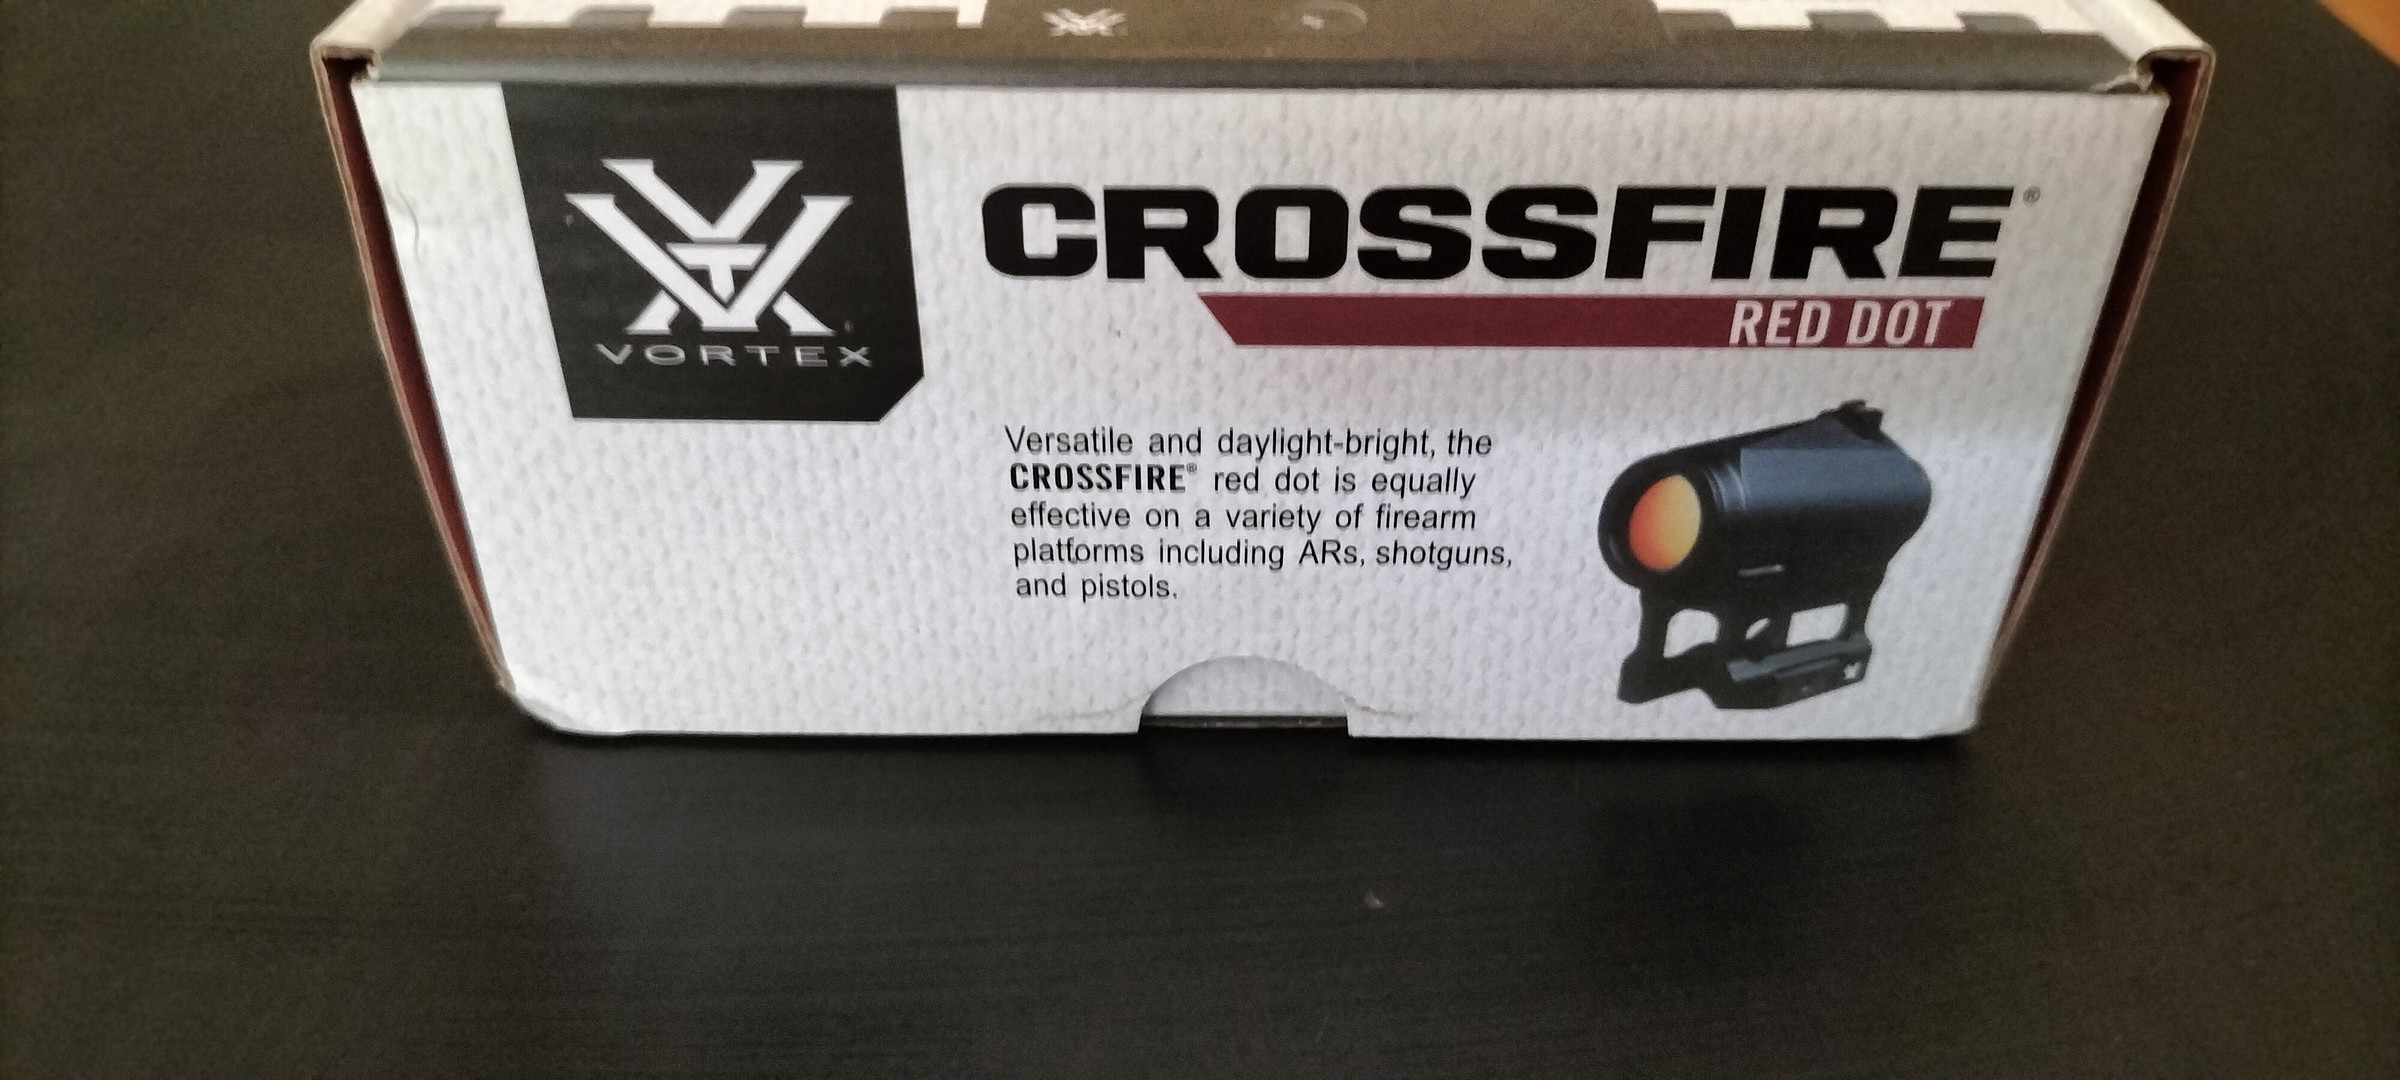 VORTEX
CROSSFIRE®
RED DOT
Versatile and daylight-bright, the
CROSSFIRE® red dot is equally
effective on a variety of firearm
platforms including ARs, shotguns,
and pistols.